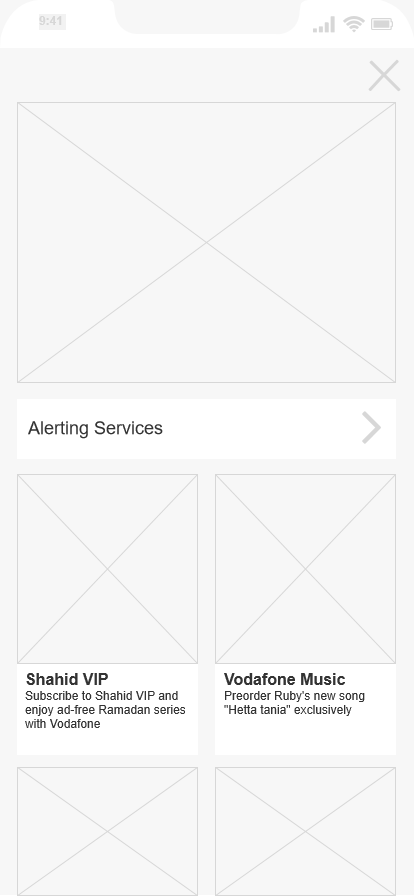 9:41
Alerting Services
Shahid VIP
Subscribe to Shahid VIP and
enjoy ad-free Ramadan series
with Vodafone
Vodafone Music
Preorder Ruby's new song
"Hetta tania" exclusively